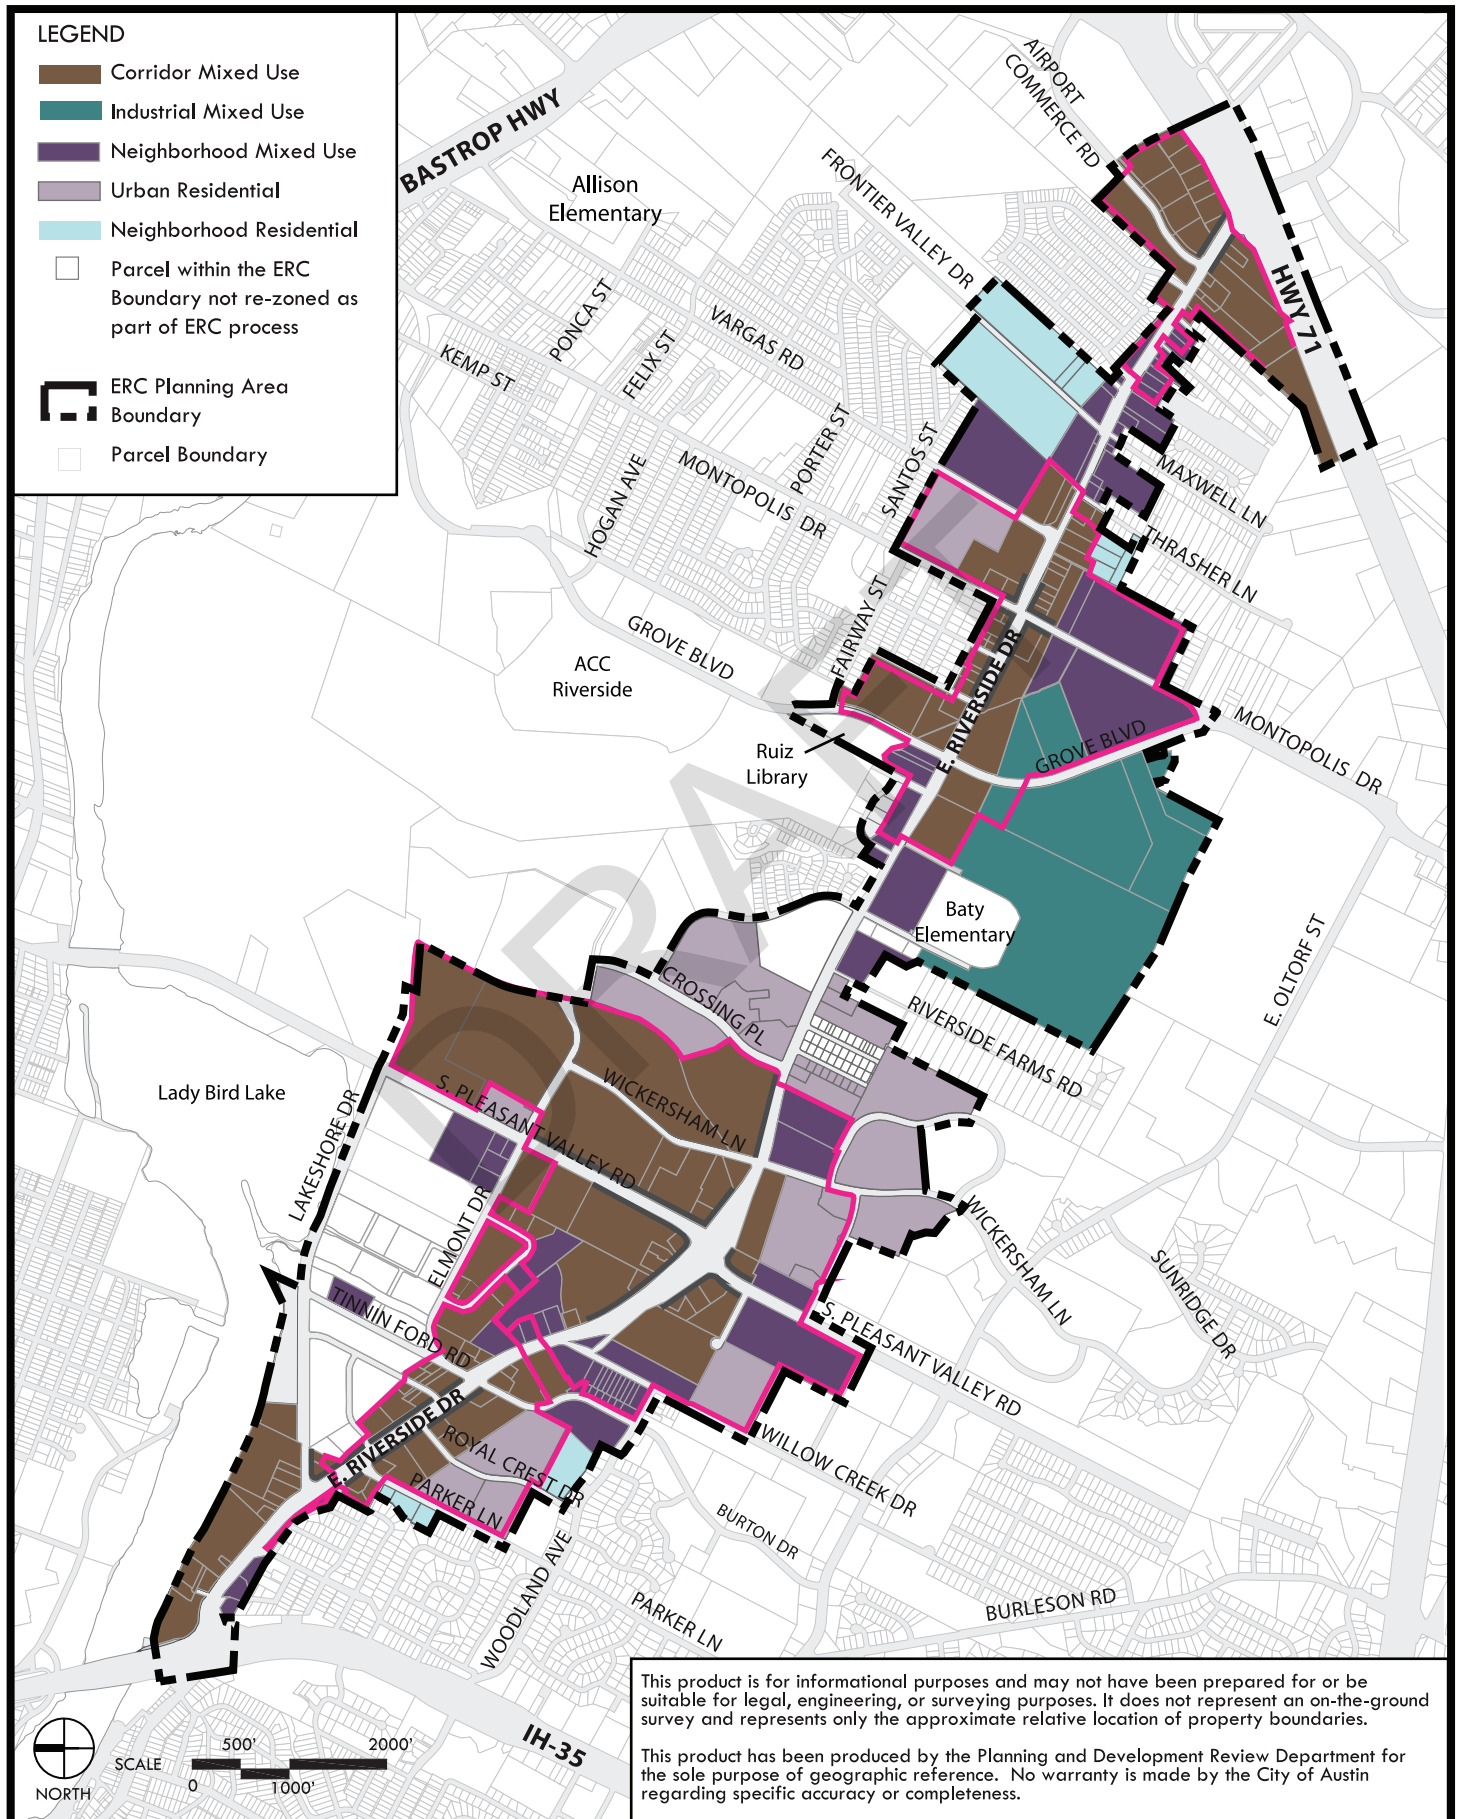 LEGEND
Corridor Mixed Use
Industrial Mixed Use
Neighborhood Mixed Use
Urban Residential
Neighborhood Residential
Parcel within the ERC
Boundary not re-zoned as
part of ERC process
ERC Planning Area
Boundary
Parcel Boundary
BASTROP HWY
AIRPORT
COMMERCE RD
Allison
Elementary
FRONTIER VALLEY DR
HWY 71
PONCA ST
VARGAS RD
FELIX ST
KEMP ST
PORTER ST
SANTOS ST
MONTOPOLIS DR
HOGAN AVE
MAXWELL LN
THRASHER LN
FAIRWAY ST
GROVE BLVD
ACC
Riverside
E. RIVERSIDE DR
Ruiz
Library
GROVE BLVD
MONTOPOLIS DR
Baty
Elementary
E. OLTORF ST
CROSSING PL
RIVERSIDE FARMS RD
Lady Bird Lake
LAKESHORE DR
S. PLEASANT VALLEY RD
WICKERSHAM LN
ELMONT DR
TINNIN FORD RD
WICKERSHAM LN
SUNRIDGE DR
S. PLEASANT VALLEY RD
E. RIVERSIDE DR
ROYAL CREST DR
PARKER LN
WILLOW CREEK DR
BURTON DR
WOODLAND AVE
PARKER LN
BURLESON RD
IH-35
DRAFT
NORTH
SCALE
500'
2000'
0
1000'
This product is for informational purposes and may not have been prepared for or be
suitable for legal, engineering, or surveying purposes. It does not represent an on-the-ground
survey and represents only the approximate relative location of property boundaries.
This product has been produced by the Planning and Development Review Department for
the sole purpose of geographic reference. No warranty is made by the City of Austin
regarding specific accuracy or completeness.